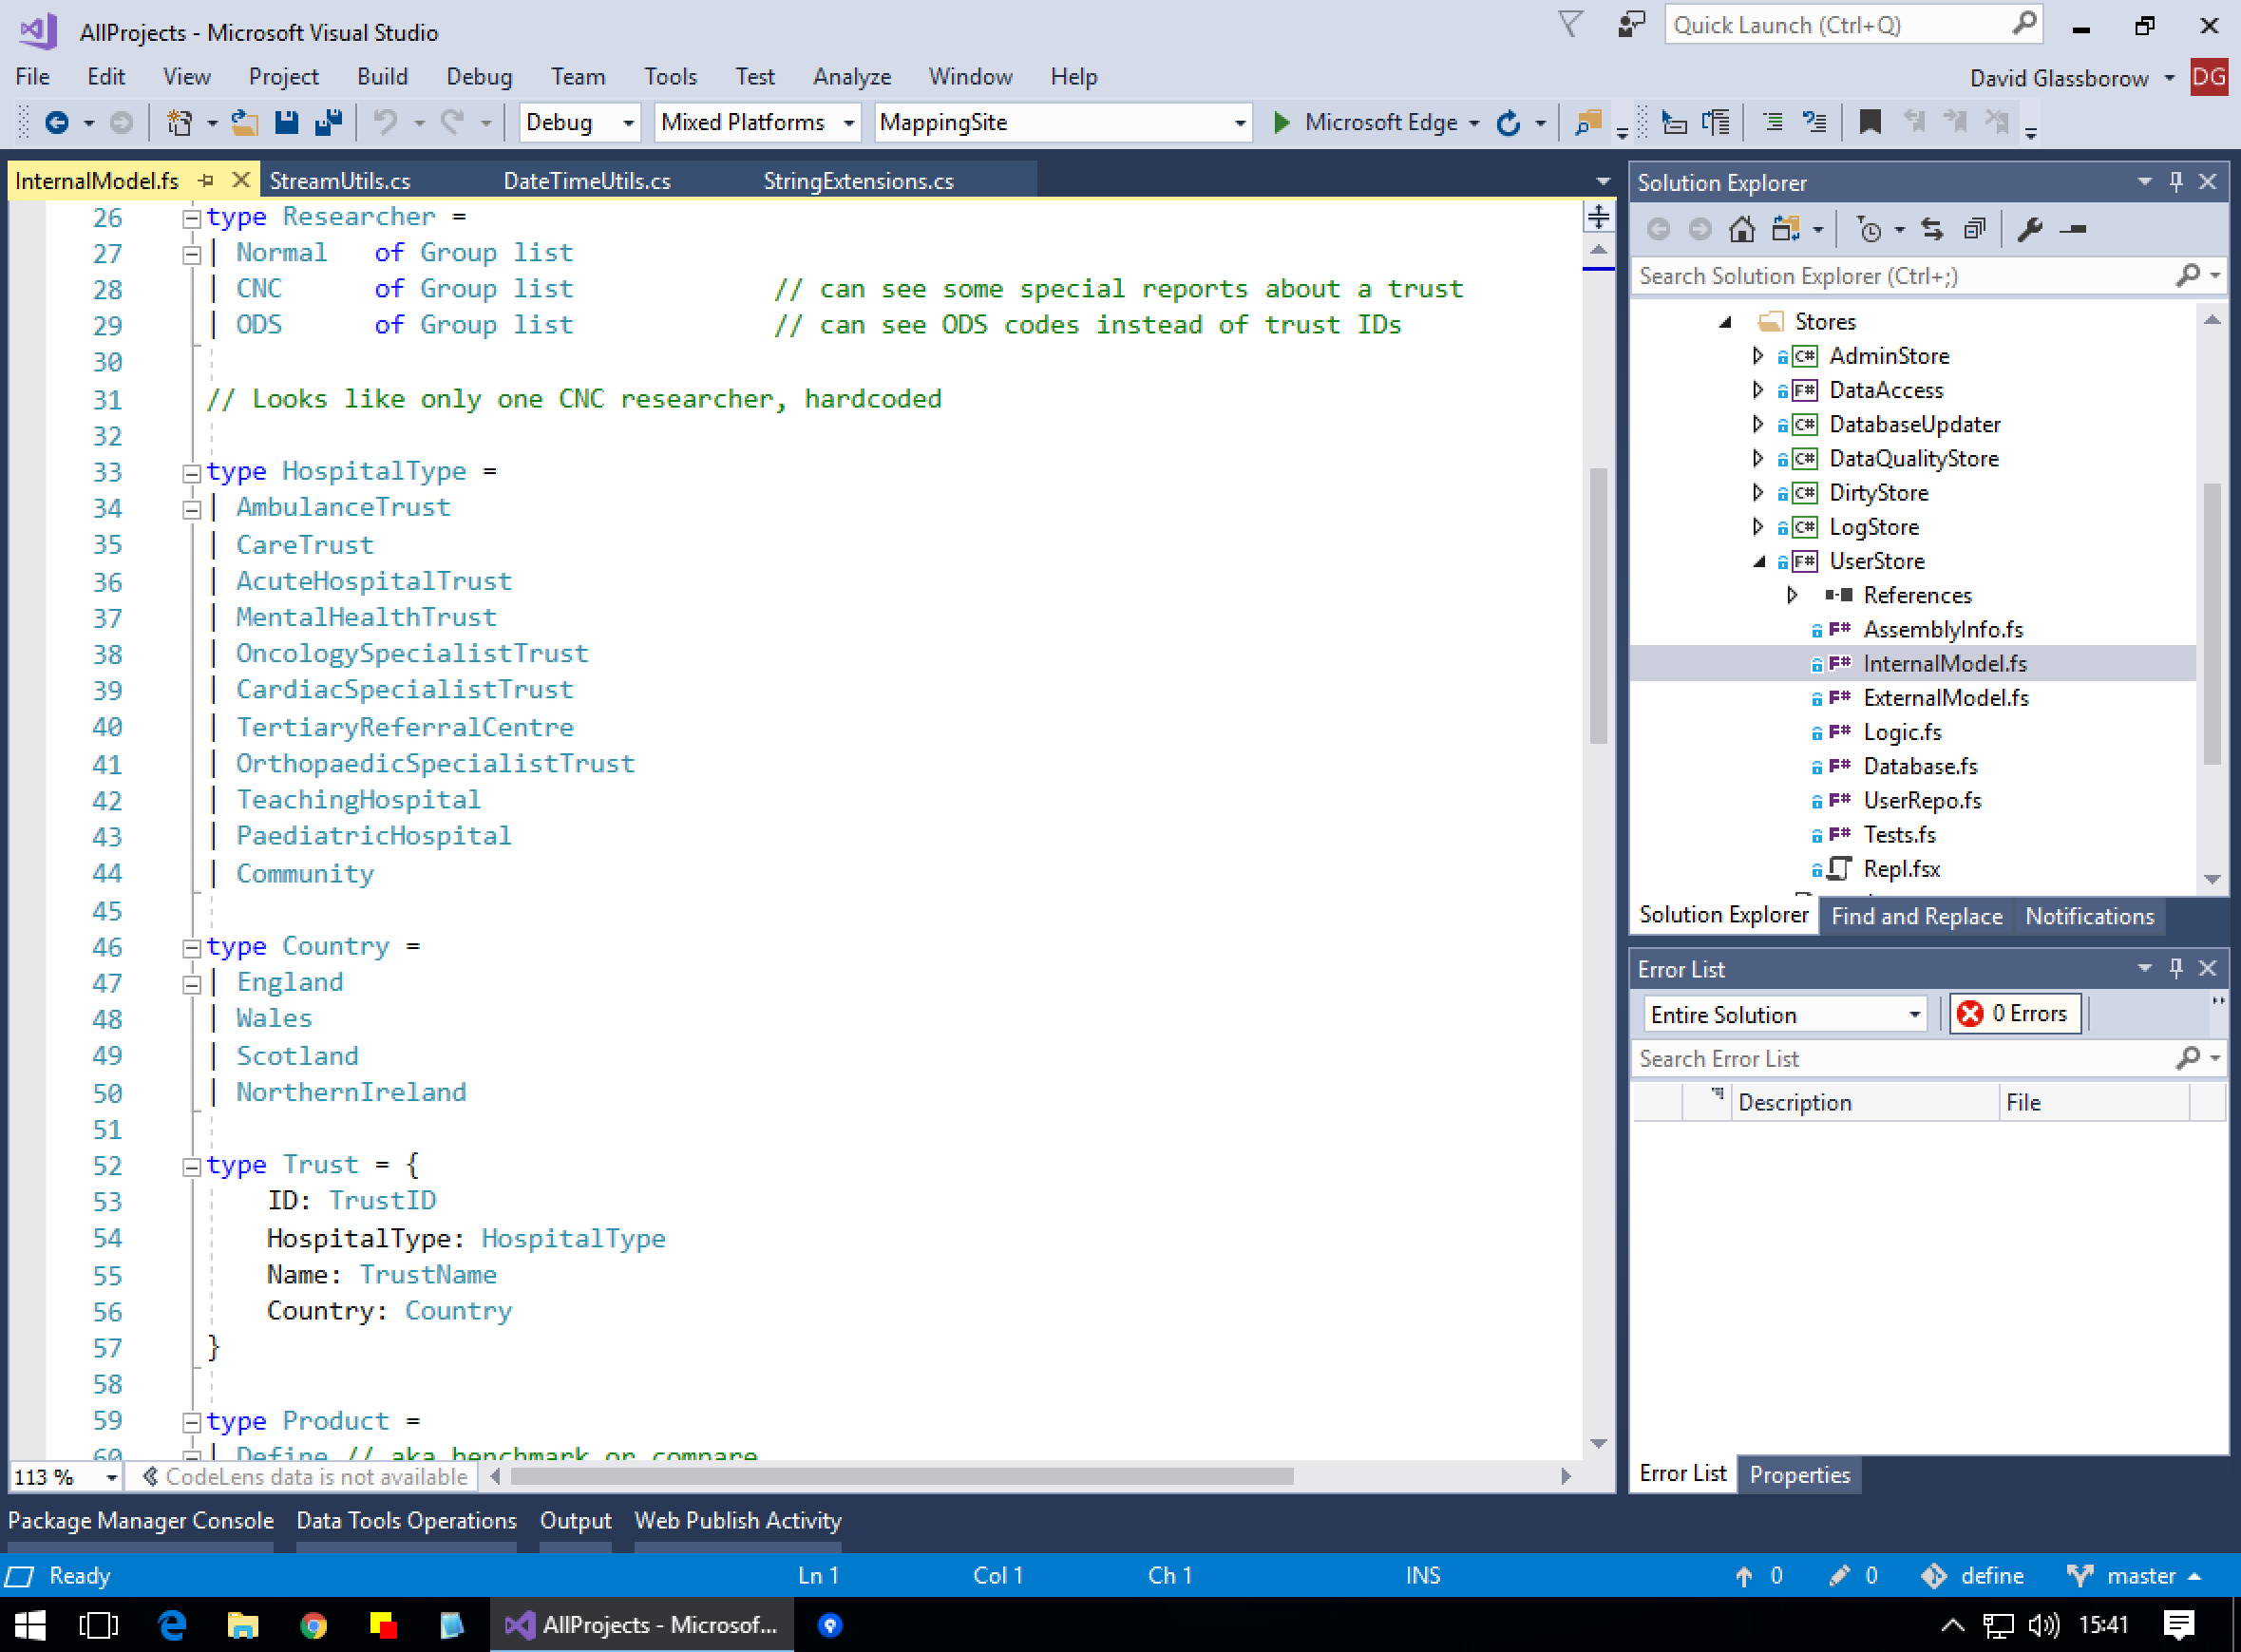 AllProjects - Microsoft Visual Studio
Quick Launch (Ctrl+Q)
File Edit View Project Build Debug Team Tools Test Analyze Window Help
David Glassborow DG
Debug Mixed Platforms MappingSite Microsoft Edge
InternalModel.fs StreamUtils.cs DateTimeUtils.cs StringExtensions.cs
26 type Researcher =
27 | Normal of Group list
28 | CNC of Group list // can see some special reports about a trust
29 | ODS of Group list // can see ODS codes instead of trust IDs
30
31 // Looks like only one CNC researcher, hardcoded
32
33 type HospitalType =
34 | AmbulanceTrust
35 | CareTrust
36 | AcuteHospitalTrust
37 | MentalHealthTrust
38 | OncologySpecialistTrust
39 | CardiacSpecialistTrust
40 | TertiaryReferralCentre
41 | OrthopaedicSpecialistTrust
42 | TeachingHospital
43 | PaediatricHospital
44 | Community
45
46 type Country =
47 | England
48 | Wales
49 | Scotland
50 | NorthernIreland
51
52 type Trust = {
53 ID: TrustID
54 HospitalType: HospitalType
55 Name: TrustName
56 Country: Country
57 }
58
59 type Product =
60 | Define // aka benchmark or compare
113 % CodeLens data is not available
Solution Explorer
Search Solution Explorer (Ctrl+;)
Stores
C# AdminStore
F# DataAccess
C# DatabaseUpdater
C# DataQualityStore
C# DirtyStore
C# LogStore
F# UserStore
References
F# AssemblyInfo.fs
F# InternalModel.fs
F# ExternalModel.fs
F# Logic.fs
F# Database.fs
F# UserRepo.fs
F# Tests.fs
Repl.fsx
Solution Explorer Find and Replace Notifications
Error List
Entire Solution 0 Errors
Search Error List
Description File
Error List Properties
Package Manager Console Data Tools Operations Output Web Publish Activity
Ready Ln 1 Col 1 Ch 1 INS 0 0 define master
AllProjects - Microsof... 15:41